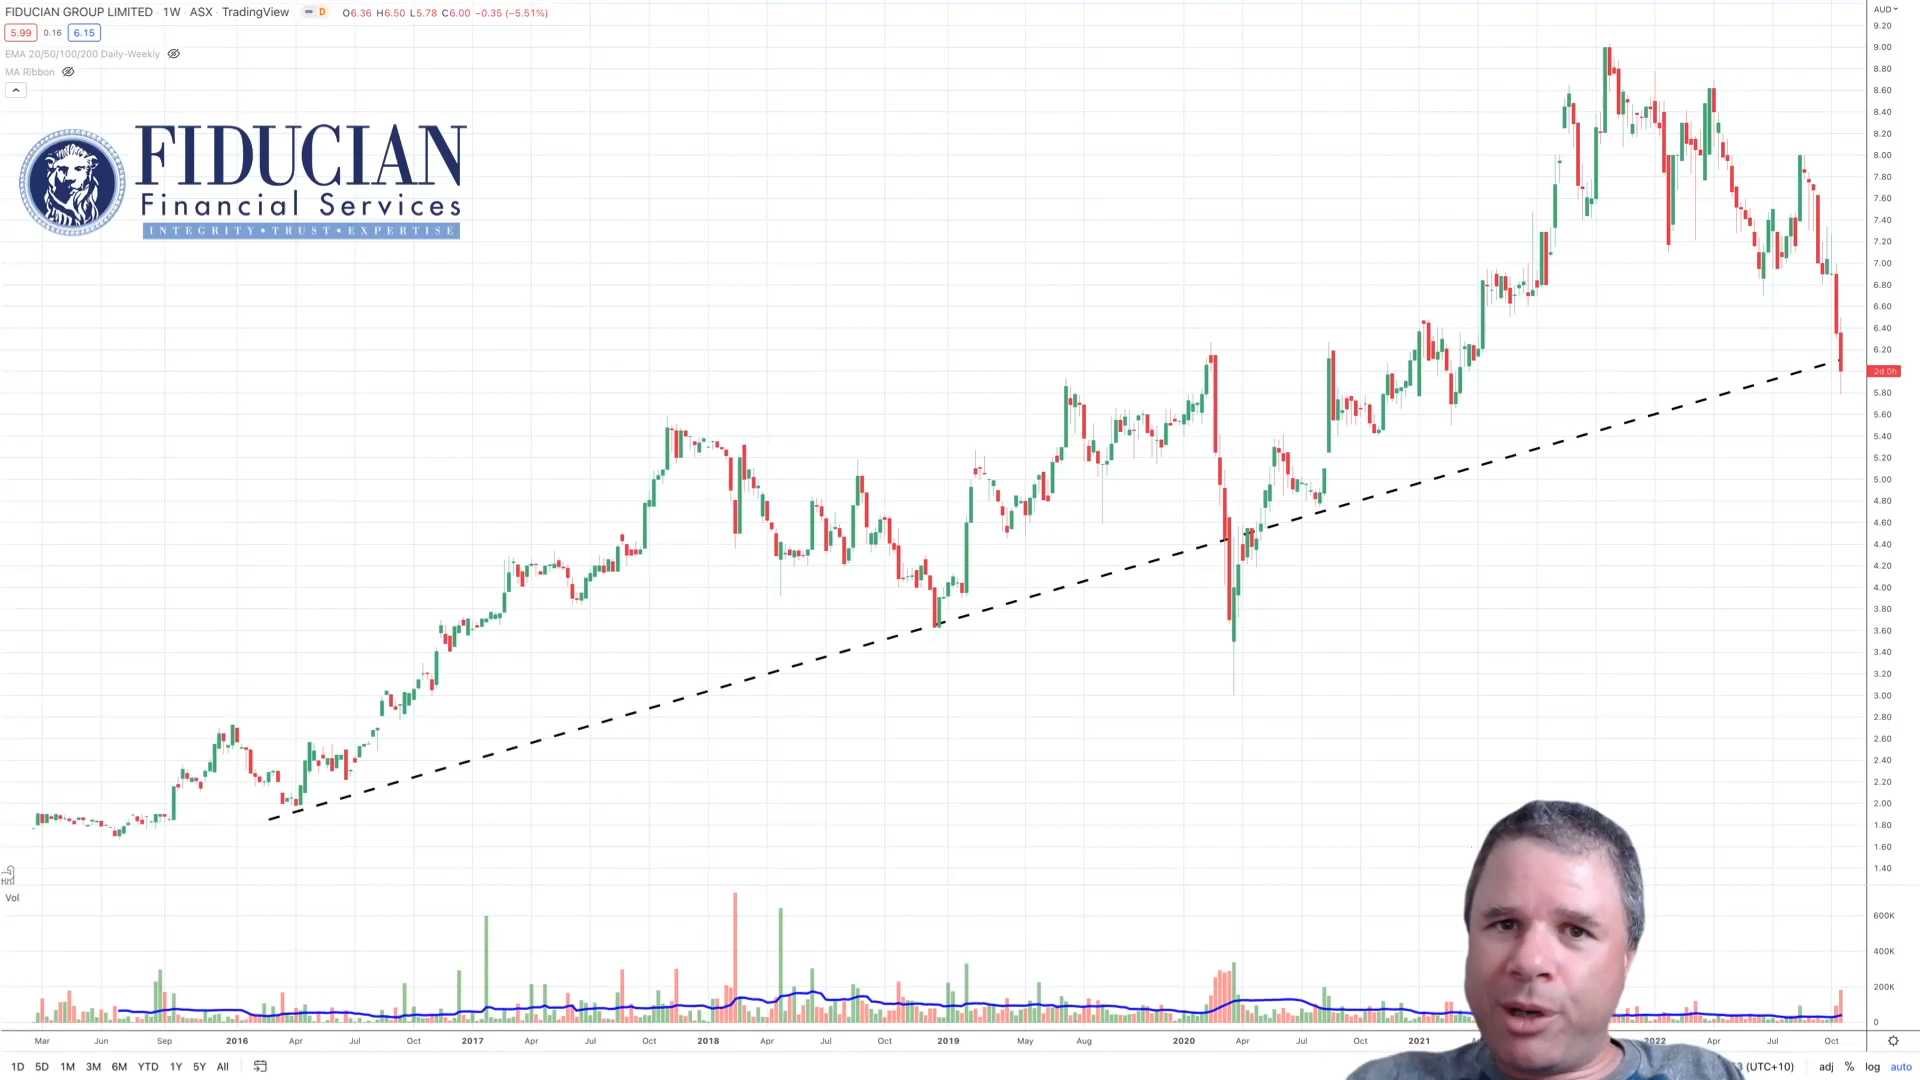 FIDUCIAN GROUP LIMITED · 1W · ASX · TradingView D O6.36 H6.50 L5.78 C6.00 −0.35 (−5.51%)
5.99 0.16 6.15
EMA 20/50/100/200 Daily-Weekly
MA Ribbon
FIDUCIAN
Financial Services
INTEGRITY • TRUST • EXPERTISE
AUD
9.20
9.00
8.80
8.60
8.40
8.20
8.00
7.80
7.60
7.40
7.20
7.00
6.80
6.60
6.40
6.20
2d 0h
5.80
5.60
5.40
5.20
5.00
4.80
4.60
4.40
4.20
4.00
3.80
3.60
3.40
3.20
3.00
2.80
2.60
2.40
2.20
2.00
1.80
1.60
1.40
Vol
600K
400K
200K
0
Mar Jun Sep 2016 Apr Jul Oct 2017 Apr Jul Oct 2018 Apr Jul Oct 2019 May Aug 2020 Apr Jul Oct 2021 2022 Apr Jul Oct
1D 5D 1M 3M 6M YTD 1Y 5Y All (UTC+10) adj % log auto